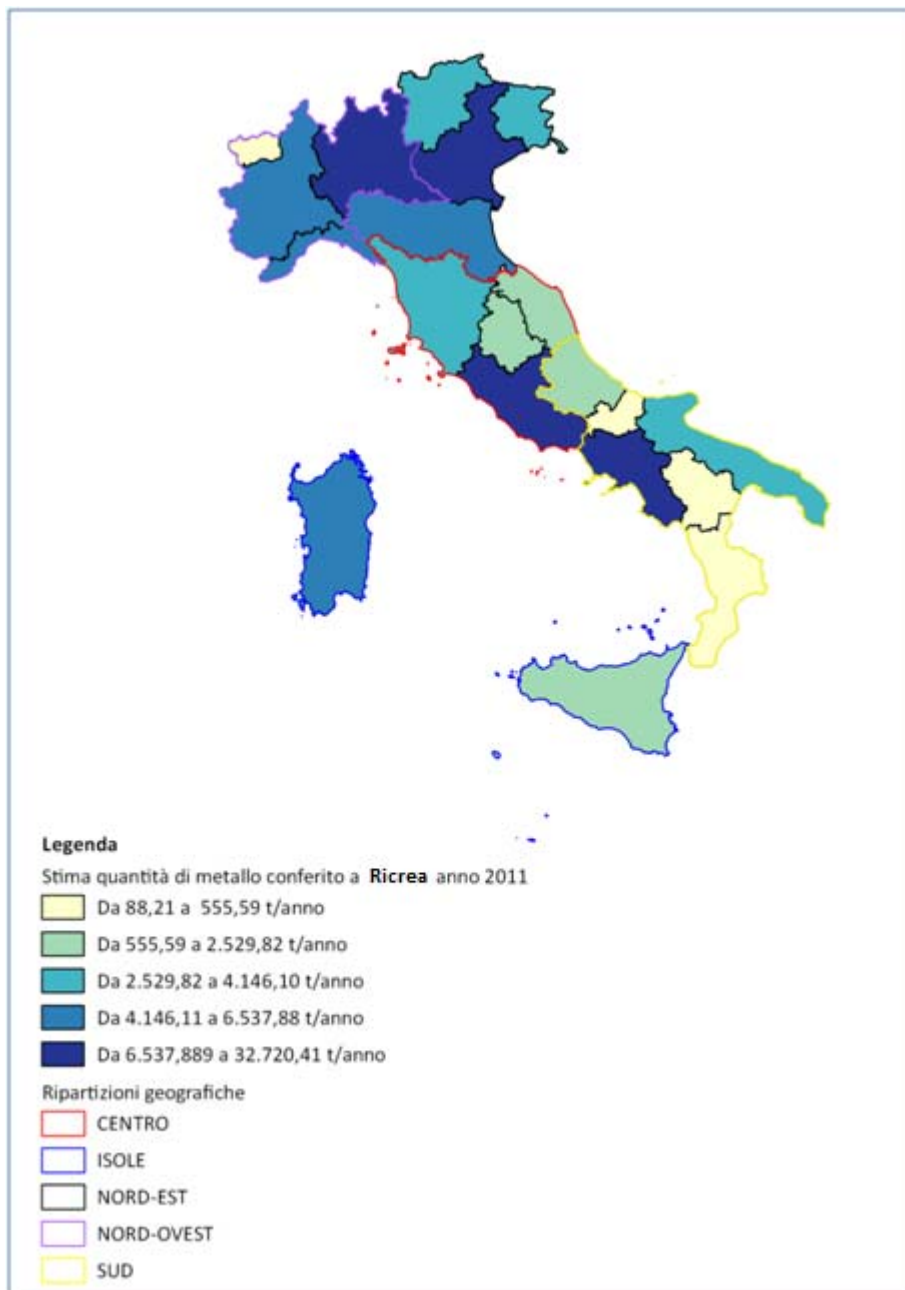 Legenda
Stima quantità di metallo conferito a Ricrea anno 2011
Da 88,21 a 555,59 t/anno
Da 555,59 a 2.529,82 t/anno
Da 2.529,82 a 4.146,10 t/anno
Da 4.146,11 a 6.537,88 t/anno
Da 6.537,889 a 32.720,41 t/anno
Ripartizioni geografiche
CENTRO
ISOLE
NORD-EST
NORD-OVEST
SUD